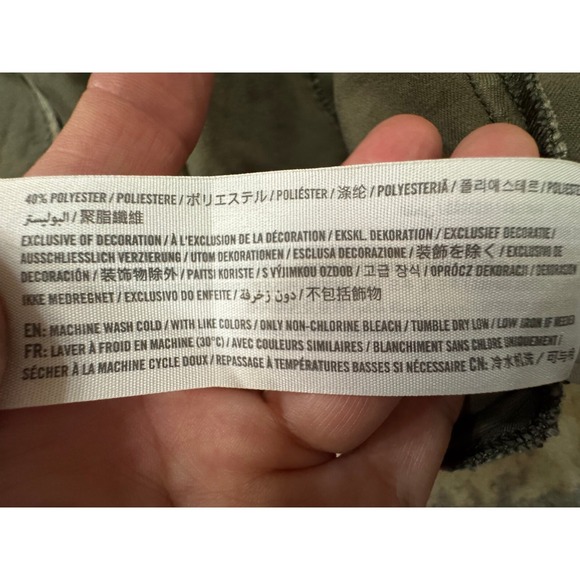 40% POLYESTER / POLIESTERE / ポリエステル / POLIÉSTER / 涤纶 / POLYESTERIÄ / 폴리에스테르 / POLIESTE
البوليستر / 聚脂纖維
EXCLUSIVE OF DECORATION / À L'EXCLUSION DE LA DÉCORATION / EKSKL. DEKORATION / EXCLUSIEF DECORATIE /
AUSSCHLIESSLICH VERZIERUNG / UTOM DEKORATIONEN / ESCLUSA DECORAZIONE / 装飾を除く / EXCLUSIVO DE
DECORACIÓN / 装饰物除外 / PAITSI KORISTE / S VÝJIMKOU OZDOB / 고급 장식 / OPRÓCZ DEKORACJI / DEKORASJON
IKKE MEDREGNET / EXCLUSIVO DO ENFEITE / دون زخرفة / 不包括飾物
EN: MACHINE WASH COLD / WITH LIKE COLORS / ONLY NON-CHLORINE BLEACH / TUMBLE DRY LOW / LOW IRON IF NEEDED
FR: LAVER À FROID EN MACHINE (30°C) / AVEC COULEURS SIMILAIRES / BLANCHIMENT SANS CHLORE UNIQUEMENT /
SÉCHER À LA MACHINE CYCLE DOUX / REPASSAGE À TEMPÉRATURES BASSES SI NÉCESSAIRE CN: 冷水机洗 / 可与